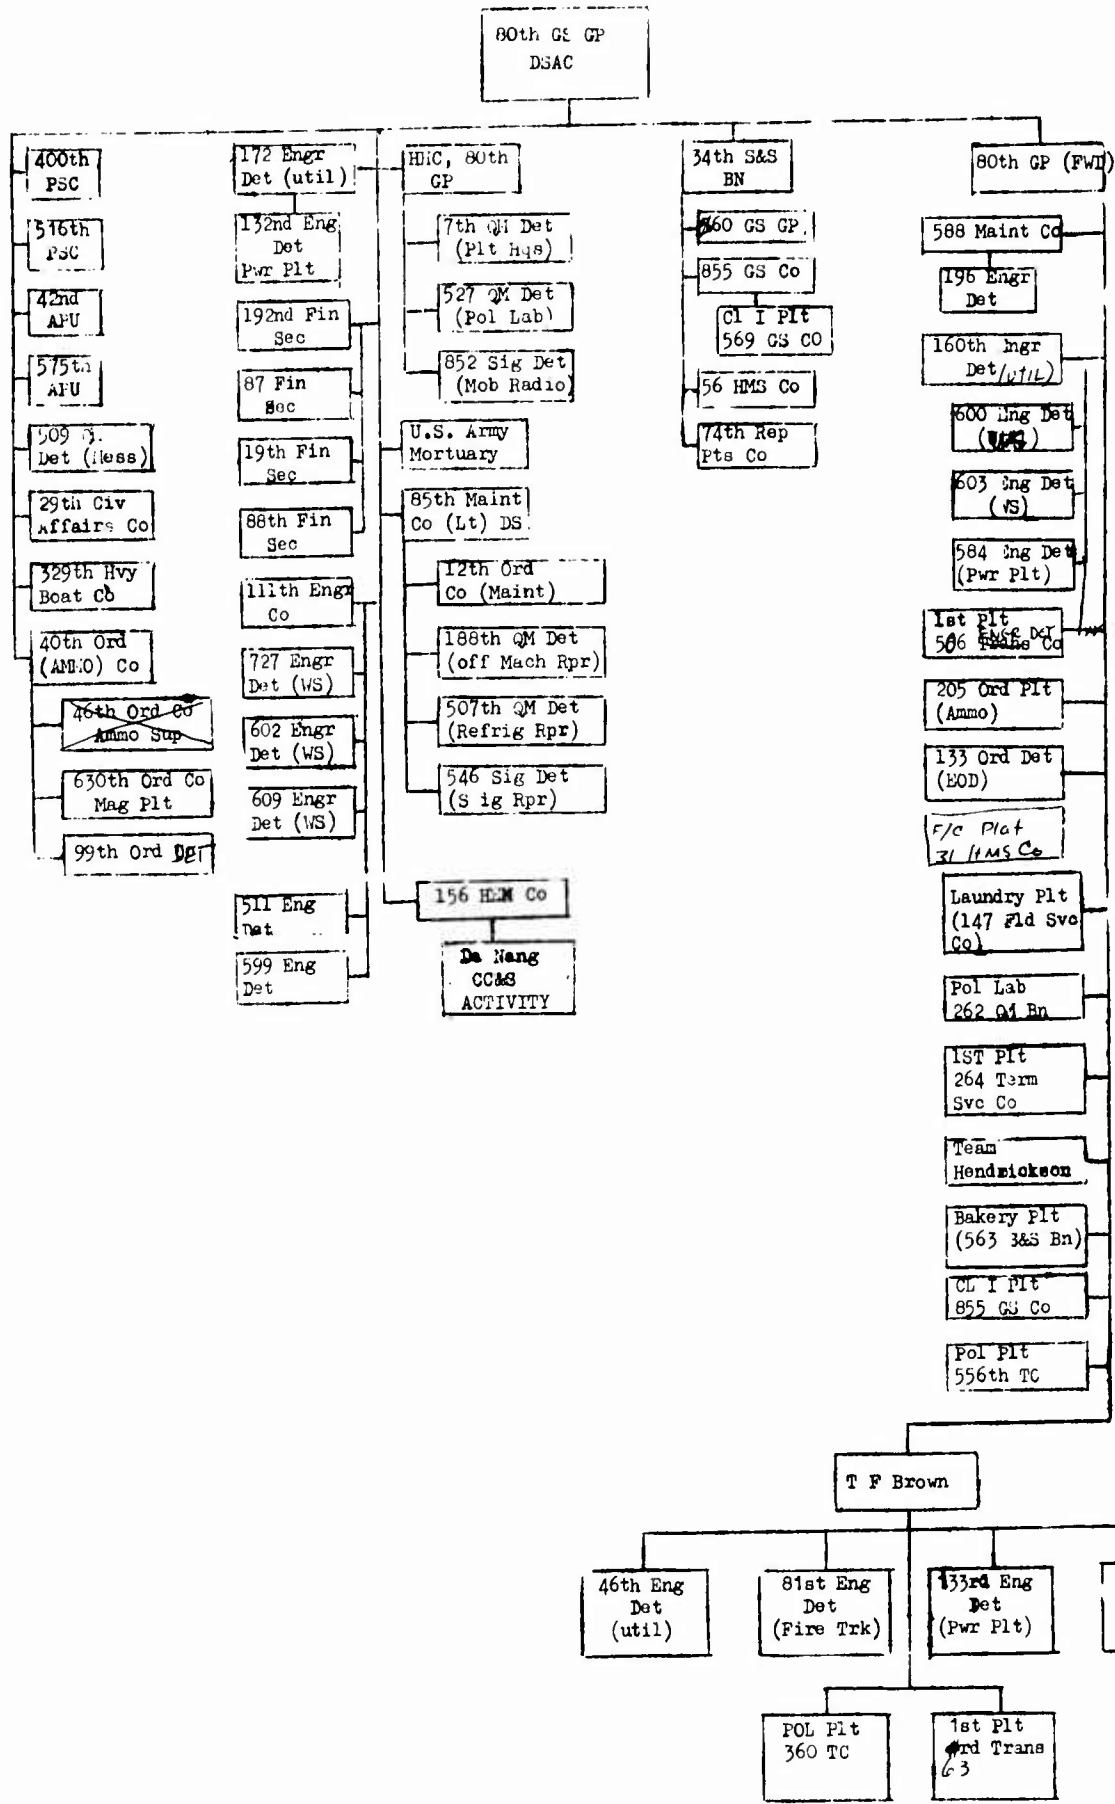 80th GS GP
DSAC
400th
PSC
516th
PSC
42nd
APU
575th
APU
509
Det (Mess)
29th Civ
Affairs Co
329th Hvy
Boat Co
40th Ord
(AMMO) Co
46th Ord Co
Ammo Sup
630th Ord Co
Mag Plt
99th Ord DET
172 Engr
Det (util)
132nd Eng
Det
Pwr Plt
192nd Fin
Sec
87 Fin
Sec
19th Fin
Sec
88th Fin
Sec
111th Engr
Co
727 Engr
Det (WS)
602 Engr
Det (WS)
609 Engr
Det (WS)
511 Eng
Det
599 Eng
Det
HHC, 80th
GP
7th QM Det
(Plt Hqs)
527 QM Det
(Pol Lab)
852 Sig Det
(Mob Radio)
U.S. Army
Mortuary
85th Maint
Co (Lt) DS
12th Ord
Co (Maint)
188th QM Det
(off Mach Rpr)
507th QM Det
(Refrig Rpr)
546 Sig Det
(S ig Rpr)
156 HEM Co
Da Nang
CC&S
ACTIVITY
34th S&S
BN
560 GS GP
855 GS Co
Cl I Plt
569 GS CO
56 HMS Co
74th Rep
Pts Co
80th GP (FWD)
588 Maint Co
196 Engr
Det
160th Engr
Det (UTIL)
600 Eng Det
603 Eng Det
(WS)
584 Eng Det
(Pwr Plt)
1st Plt
ENGR DET
506 Trans Co
205 Ord Plt
(Ammo)
133 Ord Det
(EOD)
F/C Plat
31 HMS Co
Laundry Plt
(147 Fld Svc
Co)
Pol Lab
262 QM Bn
1ST Plt
264 Term
Svc Co
Team
Hendrickson
Bakery Plt
(563 S&S Bn)
CL I Plt
855 GS Co
Pol Plt
556th TC
T F Brown
46th Eng
Det
(util)
81st Eng
Det
(Fire Trk)
133rd Eng
Det
(Pwr Plt)
POL Plt
360 TC
1st Plt
63 rd Trans